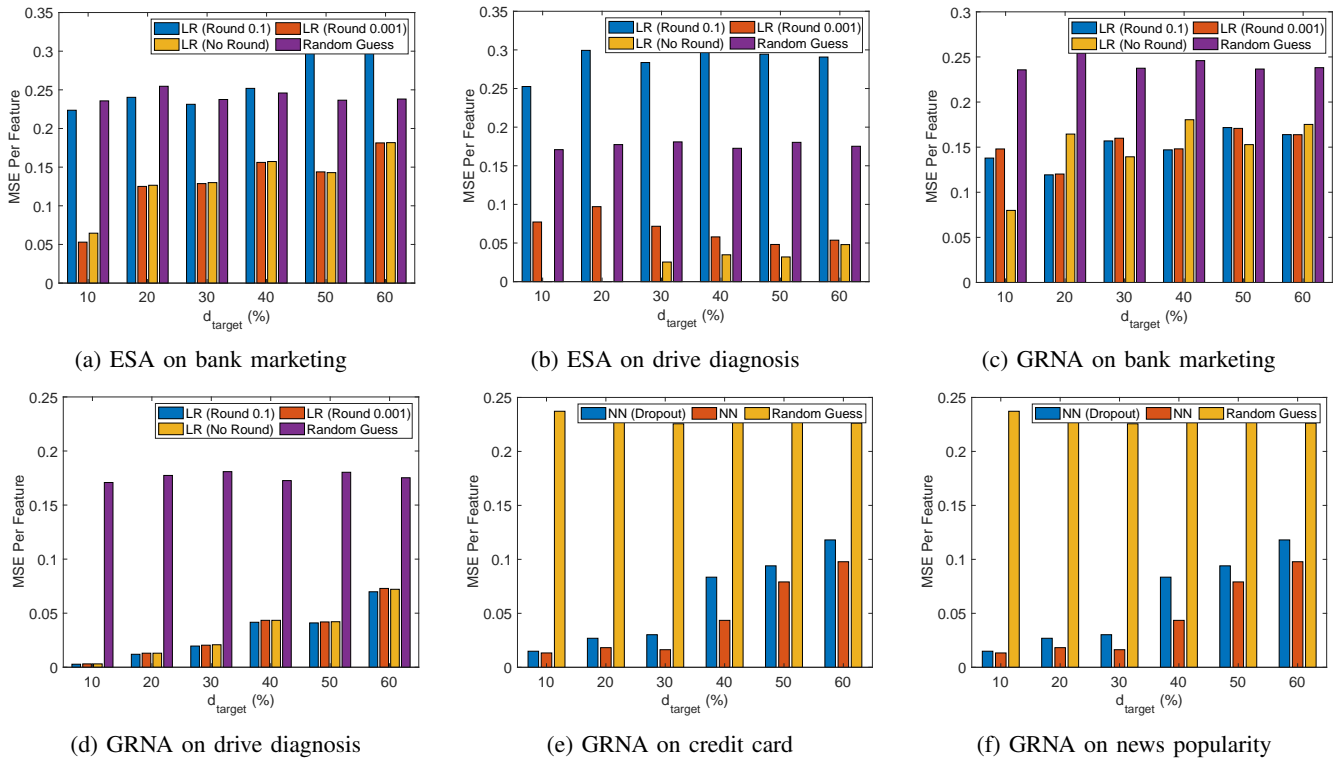 0.35
0.3
0.25
0.2
0.15
0.1
0.05
0
MSE Per Feature
LR (Round 0.1) LR (Round 0.001)
LR (No Round) Random Guess
10 20 30 40 50 60
d_target (%)
(a) ESA on bank marketing
0.35
0.3
0.25
0.2
0.15
0.1
0.05
0
MSE Per Feature
LR (Round 0.1) LR (Round 0.001)
LR (No Round) Random Guess
10 20 30 40 50 60
d_target (%)
(b) ESA on drive diagnosis
0.3
0.25
0.2
0.15
0.1
0.05
0
MSE Per Feature
LR (Round 0.1) LR (Round 0.001)
LR (No Round) Random Guess
10 20 30 40 50 60
d_target (%)
(c) GRNA on bank marketing
0.25
0.2
0.15
0.1
0.05
0
MSE Per Feature
LR (Round 0.1) LR (Round 0.001)
LR (No Round) Random Guess
10 20 30 40 50 60
d_target (%)
(d) GRNA on drive diagnosis
0.25
0.2
0.15
0.1
0.05
0
MSE Per Feature
NN (Dropout) NN Random Guess
10 20 30 40 50 60
d_target (%)
(e) GRNA on credit card
0.25
0.2
0.15
0.1
0.05
0
MSE Per Feature
NN (Dropout) NN Random Guess
10 20 30 40 50 60
d_target (%)
(f) GRNA on news popularity